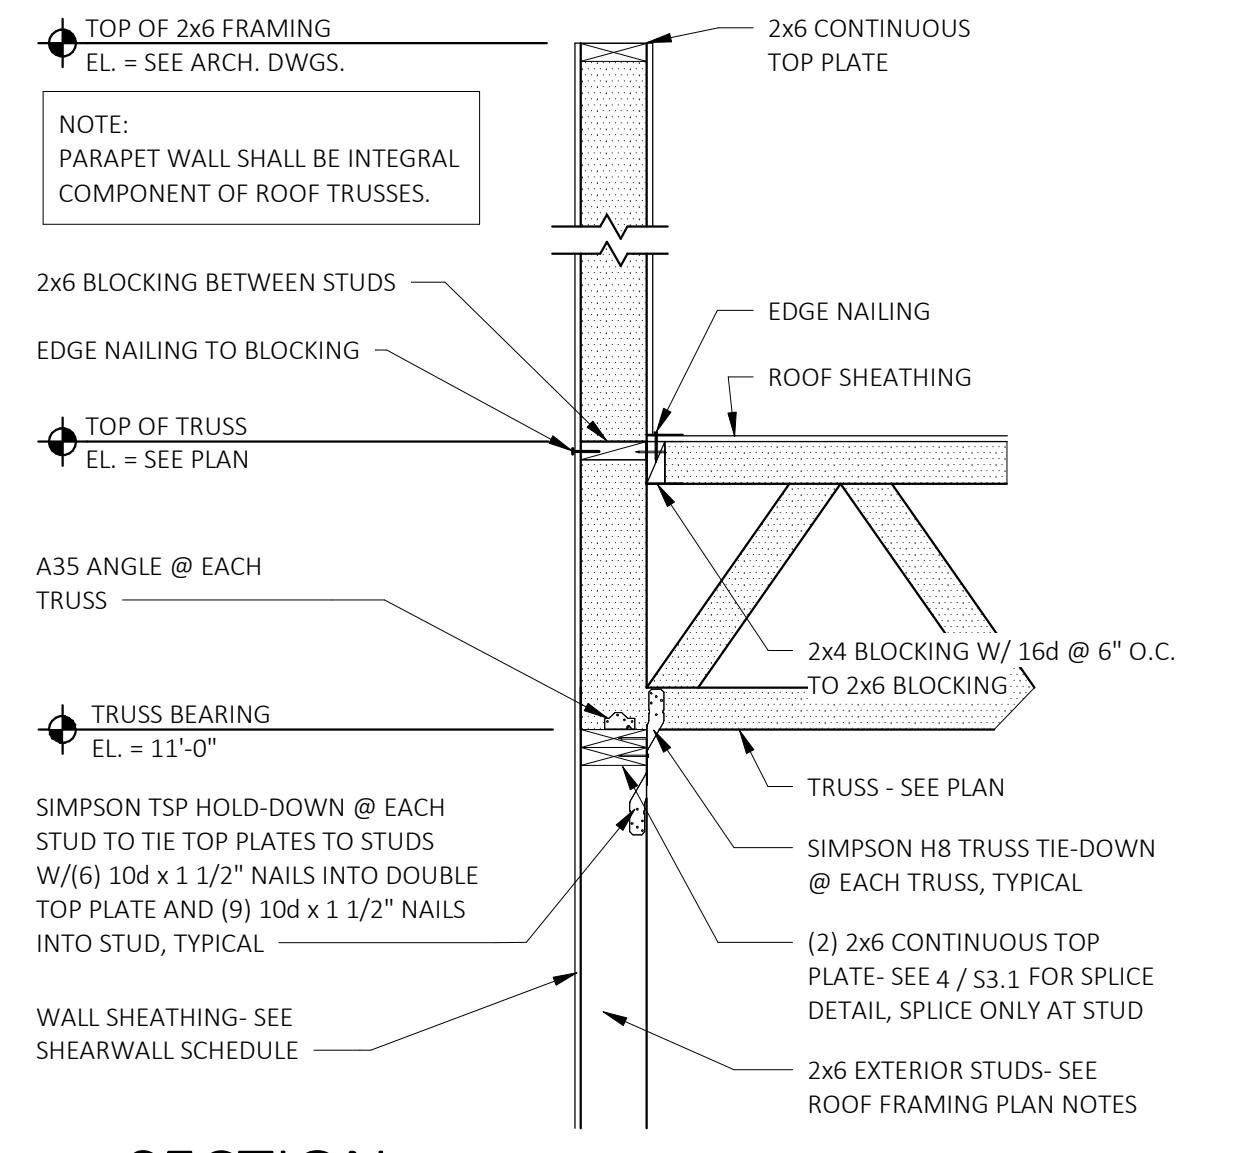 TOP OF 2x6 FRAMING
EL. = SEE ARCH. DWGS.
2x6 CONTINUOUS
TOP PLATE
NOTE:
PARAPET WALL SHALL BE INTEGRAL
COMPONENT OF ROOF TRUSSES.
2x6 BLOCKING BETWEEN STUDS
EDGE NAILING TO BLOCKING
EDGE NAILING
ROOF SHEATHING
TOP OF TRUSS
EL. = SEE PLAN
A35 ANGLE @ EACH
TRUSS
2x4 BLOCKING W/ 16d @ 6" O.C.
TO 2x6 BLOCKING
TRUSS BEARING
EL. = 11'-0"
TRUSS - SEE PLAN
SIMPSON TSP HOLD-DOWN @ EACH
STUD TO TIE TOP PLATES TO STUDS
W/(6) 10d x 1 1/2" NAILS INTO DOUBLE
TOP PLATE AND (9) 10d x 1 1/2" NAILS
INTO STUD, TYPICAL
SIMPSON H8 TRUSS TIE-DOWN
@ EACH TRUSS, TYPICAL
(2) 2x6 CONTINUOUS TOP
PLATE- SEE 4 / S3.1 FOR SPLICE
DETAIL, SPLICE ONLY AT STUD
WALL SHEATHING- SEE
SHEARWALL SCHEDULE
2x6 EXTERIOR STUDS- SEE
ROOF FRAMING PLAN NOTES